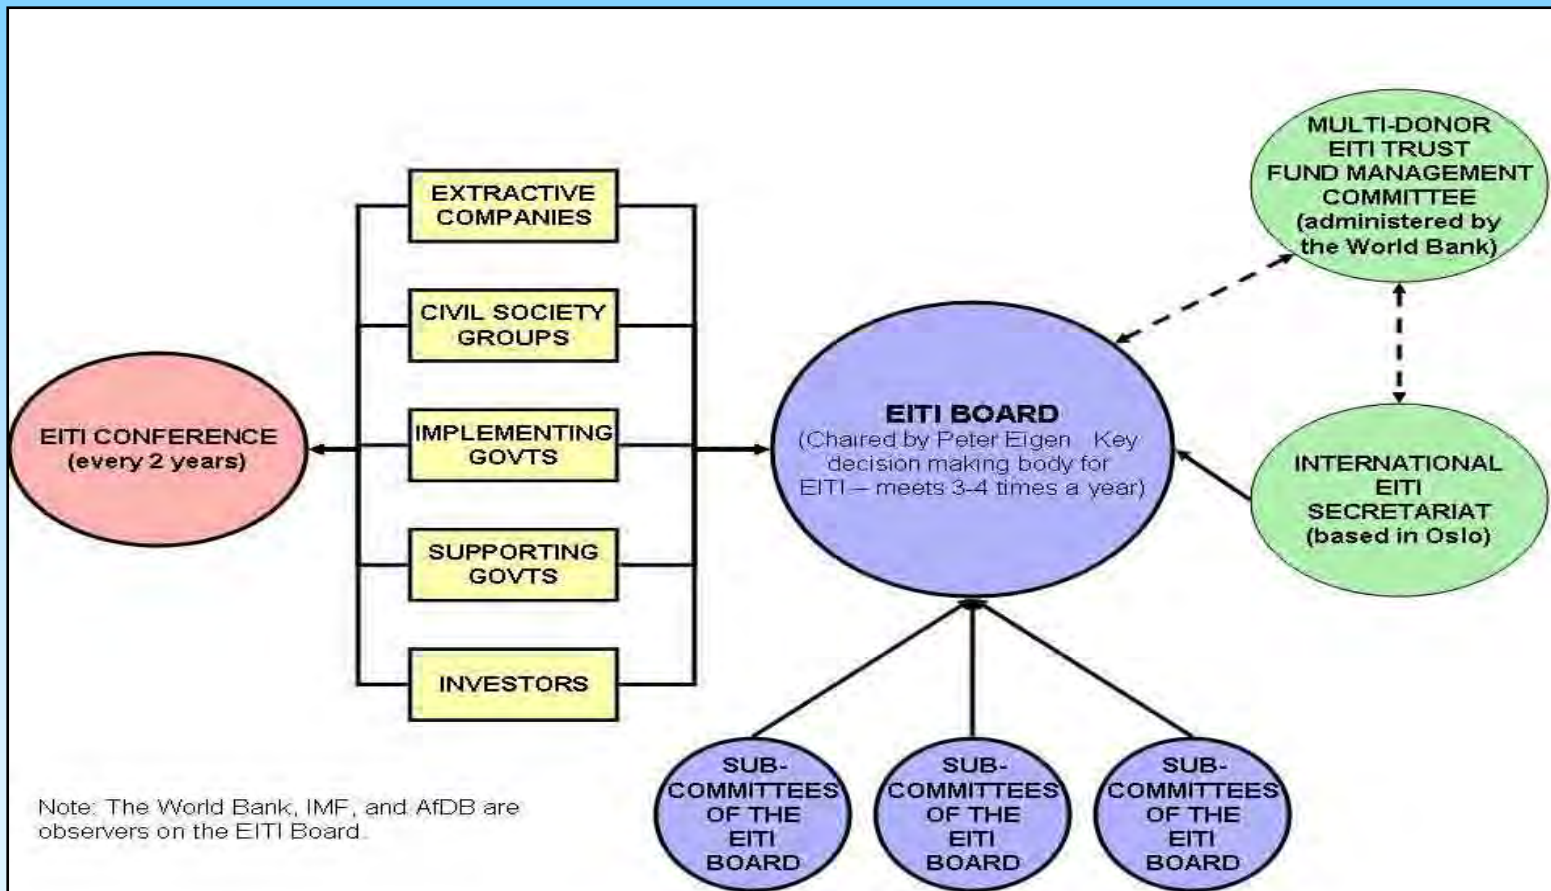 EITI CONFERENCE
(every 2 years)
EXTRACTIVE
COMPANIES
CIVIL SOCIETY
GROUPS
IMPLEMENTING
GOVTS
SUPPORTING
GOVTS
INVESTORS
EITI BOARD
(Chaired by Peter Eigen Key
decision making body for
EITI – meets 3-4 times a year)
MULTI-DONOR
EITI TRUST
FUND MANAGEMENT
COMMITTEE
(administered by
the World Bank)
INTERNATIONAL
EITI
SECRETARIAT
(based in Oslo)
SUB-
COMMITTEES
OF THE
EITI
BOARD
SUB-
COMMITTEES
OF THE
EITI
BOARD
SUB-
COMMITTEES
OF THE
EITI
BOARD
Note: The World Bank, IMF, and AfDB are
observers on the EITI Board.